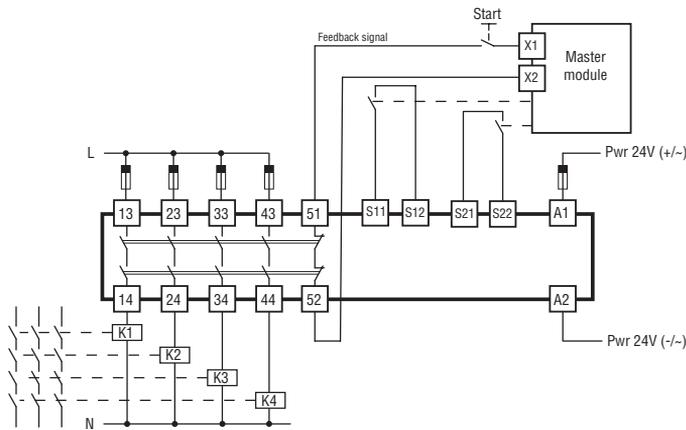 Start
Feedback signal
X1
Master
module
X2
L
Pwr 24V (+/~)
13
23
33
43
51
S11
S12
S21
S22
A1
14
24
34
44
52
A2
K1
K2
K3
K4
Pwr 24V (-/~)
N